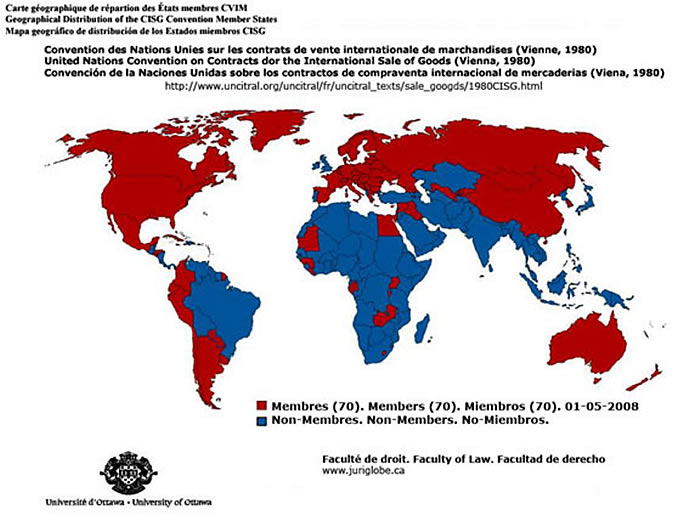 Carte géographique de répartion des États membres CVIM
Geographical Distribution of the CISG Convention Member States
Mapa geográfico de distribución de los Estados miembros CISG
Convention des Nations Unies sur les contrats de vente internationale de marchandises (Vienne, 1980)
United Nations Convention on Contracts dor the International Sale of Goods (Vienna, 1980)
Convención de la Naciones Unidas sobre los contractos de compraventa internacional de mercaderias (Viena, 1980)
http://www.uncitral.org/uncitral/fr/uncitral_texts/sale_googds/1980CISG.html
Membres (70). Members (70). Miembros (70). 01-05-2008
Non-Membres. Non-Members. No-Miembros.
Faculté de droit. Faculty of Law. Facultad de derecho
www.juriglobe.ca
Université d'Ottawa • University of Ottawa